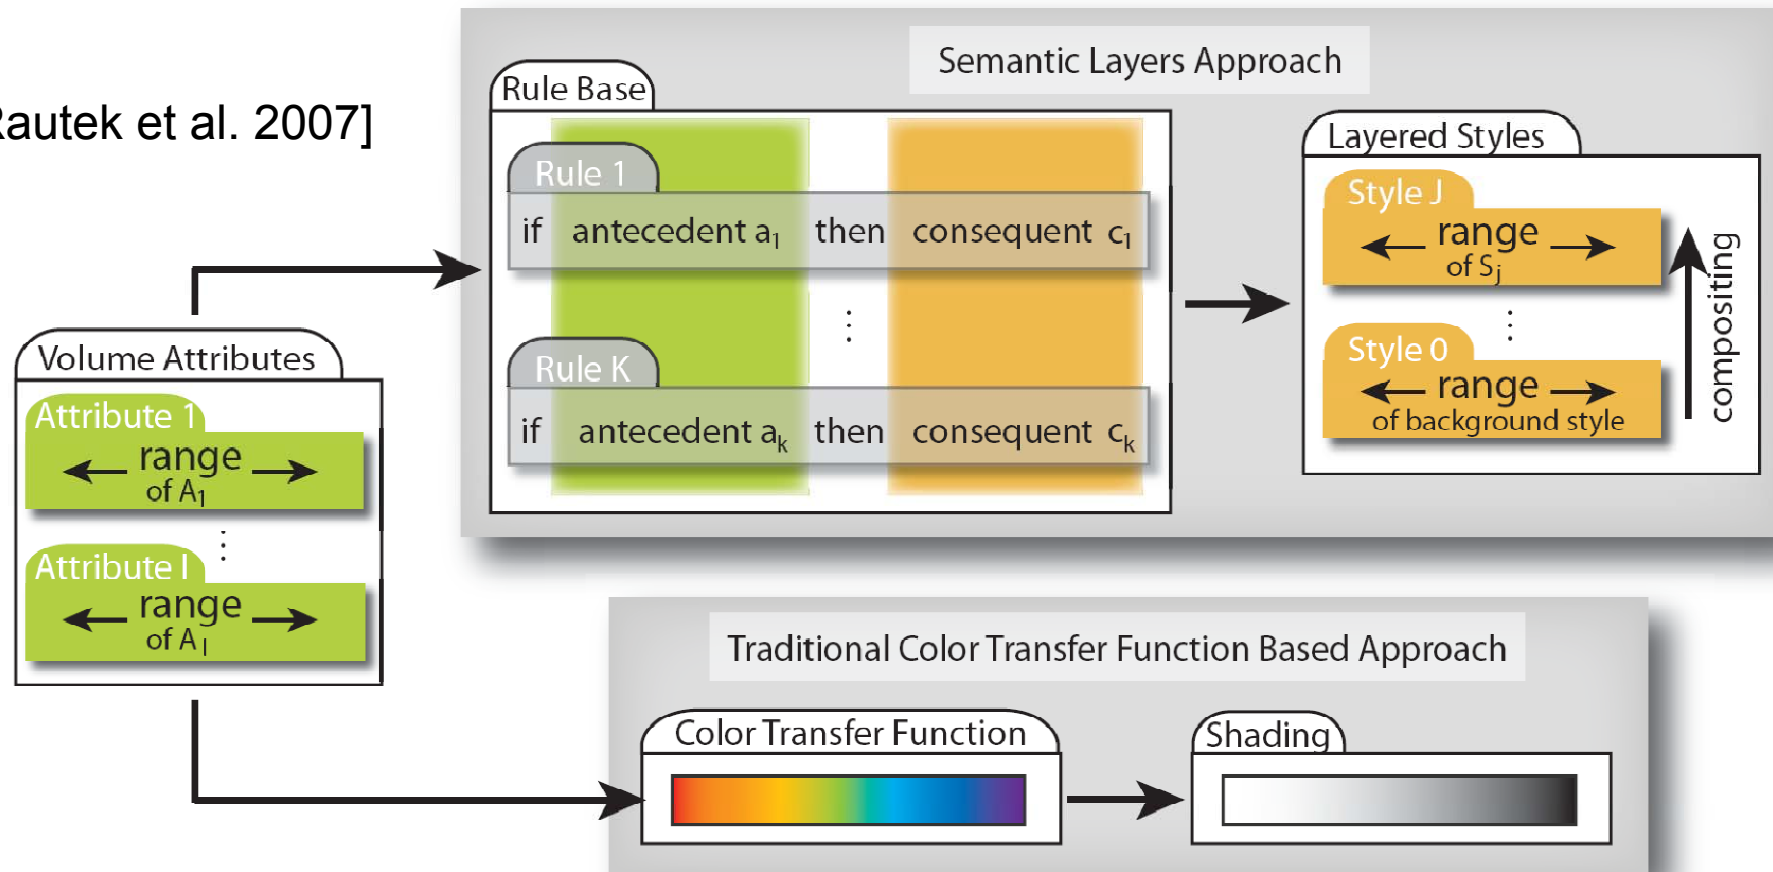 Rautek et al. 2007]
Semantic Layers Approach
Rule Base
Rule 1
if antecedent a1 then consequent c1
⋮
Rule K
if antecedent ak then consequent ck
Layered Styles
Style J
range
of Sj
⋮
Style 0
range
of background style
compositing
Volume Attributes
Attribute 1
range
of A1
⋮
Attribute I
range
of AI
Traditional Color Transfer Function Based Approach
Color Transfer Function
Shading